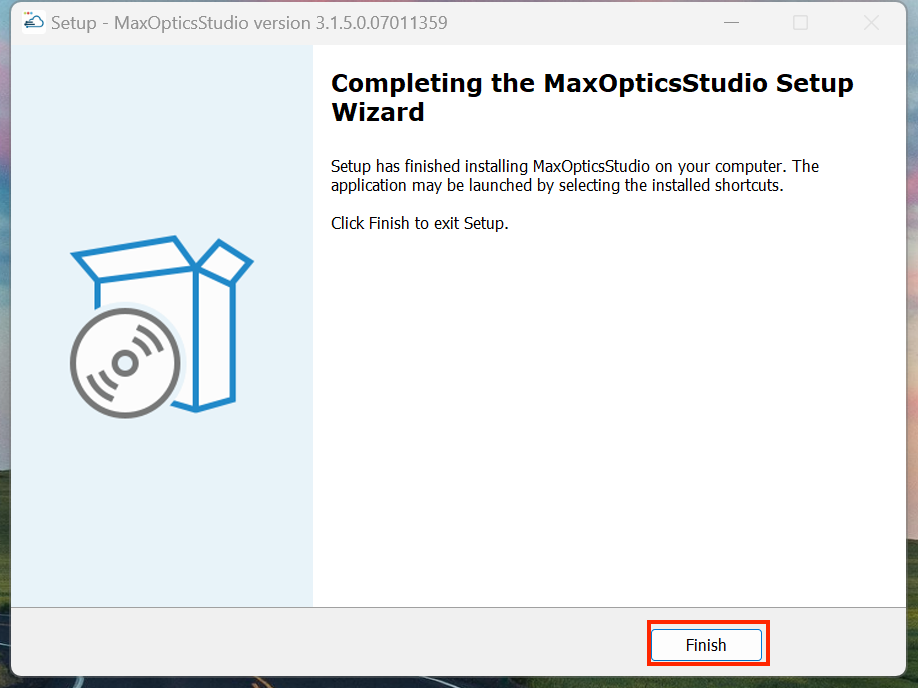 Setup - MaxOpticsStudio version 3.1.5.0.07011359
Completing the MaxOpticsStudio Setup
Wizard
Setup has finished installing MaxOpticsStudio on your computer. The
application may be launched by selecting the installed shortcuts.
Click Finish to exit Setup.
Finish